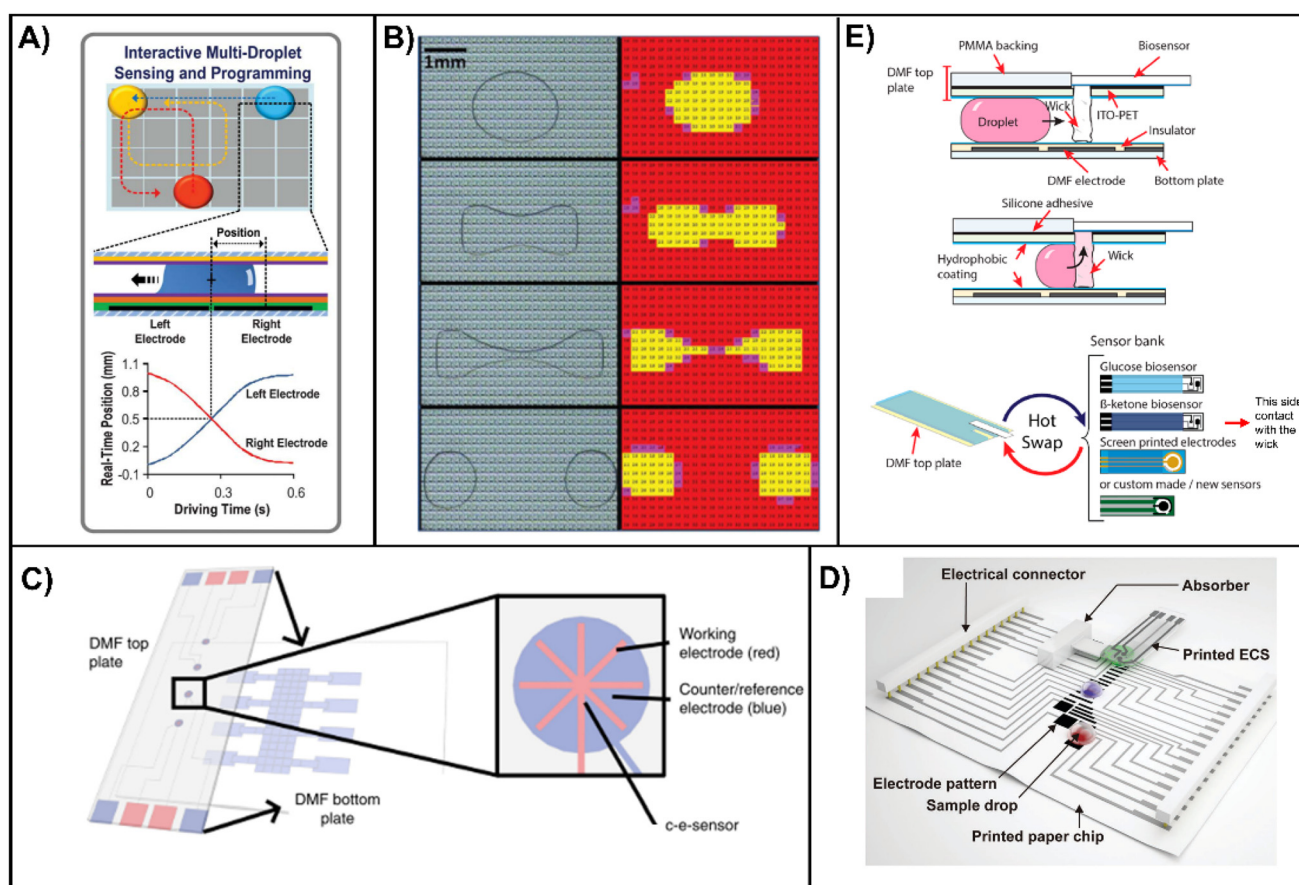 A)
Interactive Multi-Droplet
Sensing and Programming
Position
Left
Electrode
Right
Electrode
Real-Time Position (mm)
1.1
0.8
0.5
0.2
-0.1
Left Electrode
Right Electrode
0
0.3
0.6
Driving Time (s)
B)
1mm
E)
PMMA backing
Biosensor
DMF top
plate
Wick
ITO-PET
Droplet
Insulator
DMF electrode
Bottom plate
Silicone adhesive
Hydrophobic
coating
Wick
Sensor bank
Glucose biosensor
ß-ketone biosensor
This side
contact
with the
wick
Hot
Swap
Screen printed electrodes
DMF top plate
or custom made / new sensors
C)
DMF top
plate
Working
electrode (red)
Counter/reference
electrode (blue)
DMF bottom
plate
c-e-sensor
D)
Electrical connector
Absorber
Printed ECS
Electrode pattern
Sample drop
Printed paper chip